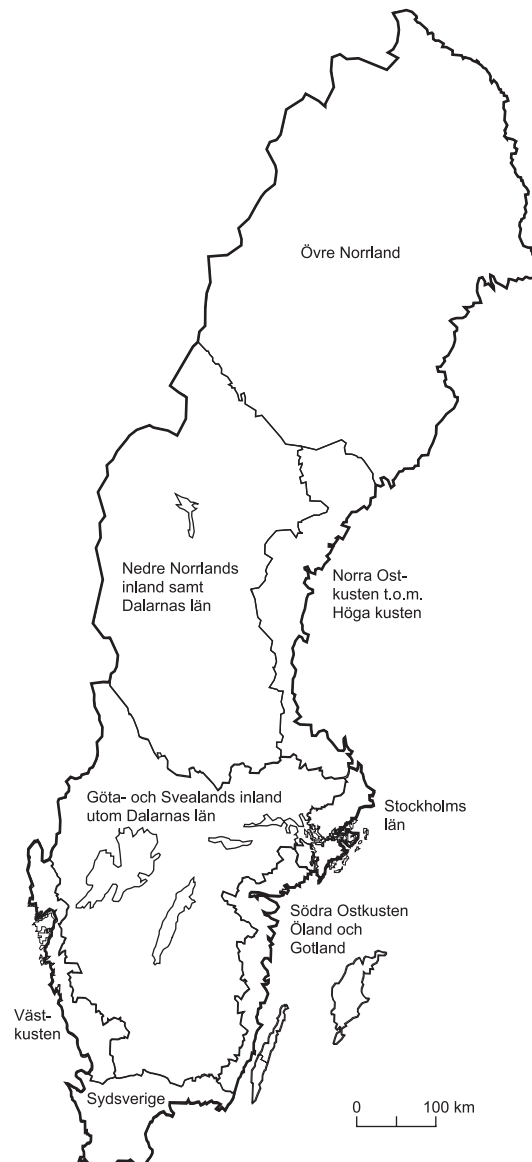 Övre Norrland
Nedre Norrlands
inland samt
Dalarnas län
Norra Ost-
kusten t.o.m.
Höga kusten
Göta- och Svealands inland
utom Dalarnas län
Stockholms
län
Södra Ostkusten
Öland och
Gotland
Väst-
kusten
Sydsverige
0 100 km